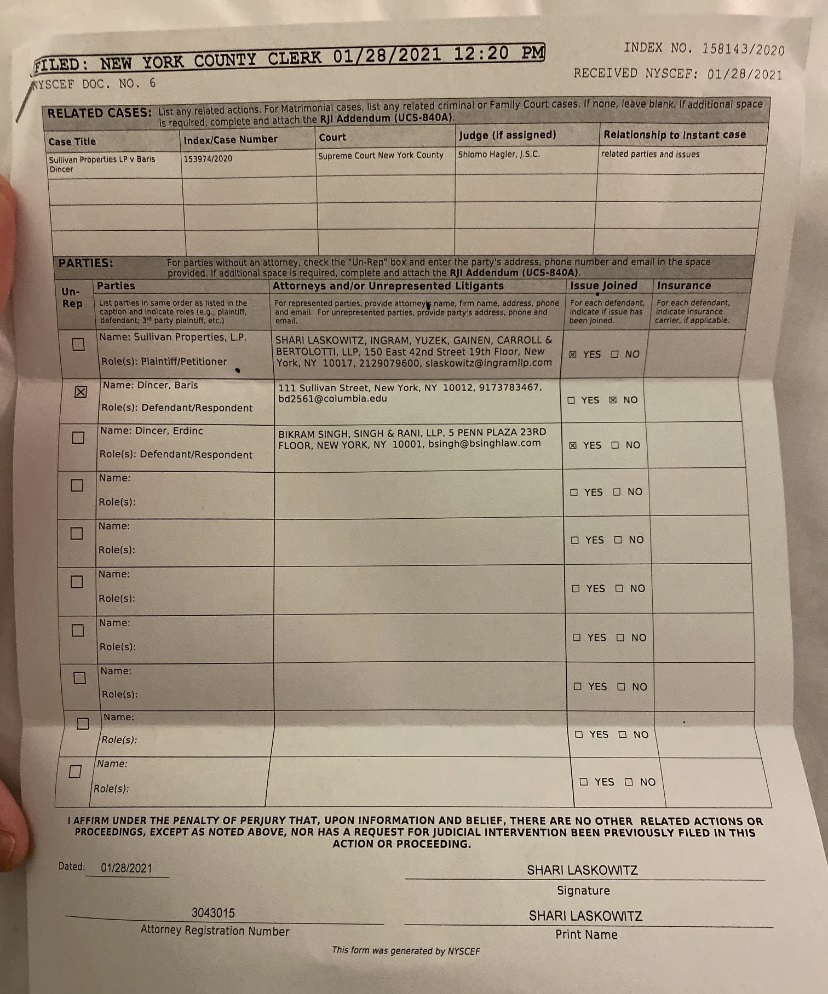 FILED: NEW YORK COUNTY CLERK 01/28/2021 12:20 PM
INDEX NO. 158143/2020
NYSCEF DOC. NO. 6
RECEIVED NYSCEF: 01/28/2021
RELATED CASES: List any related actions. For Matrimonial cases, list any related criminal or Family Court cases. If none, leave blank. If additional space
is required, complete and attach the RJI Addendum (UCS-840A).
Case Title Index/Case Number Court Judge (if assigned) Relationship to instant case
Sullivan Properties LP v Baris 153974/2020 Supreme Court New York County Shlomo Hagler, J.S.C. related parties and issues
Dincer
PARTIES: For parties without an attorney, check the "Un-Rep" box and enter the party's address, phone number and email in the space
provided. If additional space is required, complete and attach the RJI Addendum (UCS-840A).
Un-
Rep
Parties
List parties in same order as listed in the
caption and indicate roles (e.g., plaintiff,
defendant, 3rd party plaintiff, etc.)
Attorneys and/or Unrepresented Litigants
For represented parties, provide attorney's name, firm name, address, phone
and email. For unrepresented parties, provide party's address, phone and
email.
Issue Joined
For each defendant,
indicate if issue has
been joined.
Insurance
For each defendant,
indicate insurance
carrier, if applicable.
☐
Name: Sullivan Properties, L.P.
Role(s): Plaintiff/Petitioner
SHARI LASKOWITZ, INGRAM, YUZEK, GAINEN, CARROLL &
BERTOLOTTI, LLP, 150 East 42nd Street 19th Floor, New
York, NY 10017, 2129079600, slaskowitz@ingramllp.com
☒ YES ☐ NO
☒
Name: Dincer, Baris
Role(s): Defendant/Respondent
111 Sullivan Street, New York, NY 10012, 9173783467,
bd2561@columbia.edu
☐ YES ☒ NO
☐
Name: Dincer, Erdinc
Role(s): Defendant/Respondent
BIKRAM SINGH, SINGH & RANI, LLP, 5 PENN PLAZA 23RD
FLOOR, NEW YORK, NY 10001, bsingh@bsinghlaw.com
☒ YES ☐ NO
☐
Name:
Role(s):
☐ YES ☐ NO
☐
Name:
Role(s):
☐ YES ☐ NO
☐
Name:
Role(s):
☐ YES ☐ NO
☐
Name:
Role(s):
☐ YES ☐ NO
☐
Name:
Role(s):
☐ YES ☐ NO
☐
Name:
Role(s):
☐ YES ☐ NO
☐
Name:
Role(s):
☐ YES ☐ NO
I AFFIRM UNDER THE PENALTY OF PERJURY THAT, UPON INFORMATION AND BELIEF, THERE ARE NO OTHER RELATED ACTIONS OR
PROCEEDINGS, EXCEPT AS NOTED ABOVE, NOR HAS A REQUEST FOR JUDICIAL INTERVENTION BEEN PREVIOUSLY FILED IN THIS
ACTION OR PROCEEDING.
Dated: 01/28/2021
SHARI LASKOWITZ
Signature
3043015
Attorney Registration Number
SHARI LASKOWITZ
Print Name
This form was generated by NYSCEF